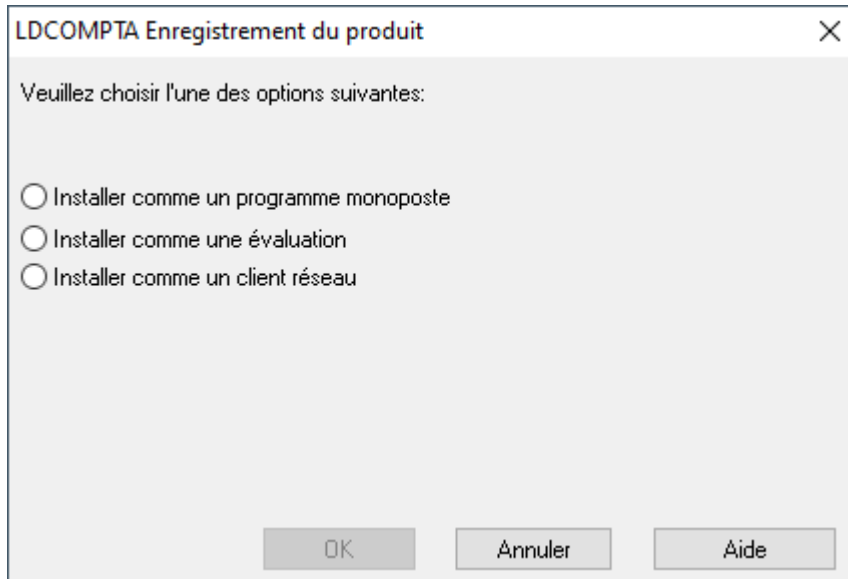 LDCOMPTA Enregistrement du produit
Veuillez choisir l'une des options suivantes:
Installer comme un programme monoposte
Installer comme une évaluation
Installer comme un client réseau
OK Annuler Aide